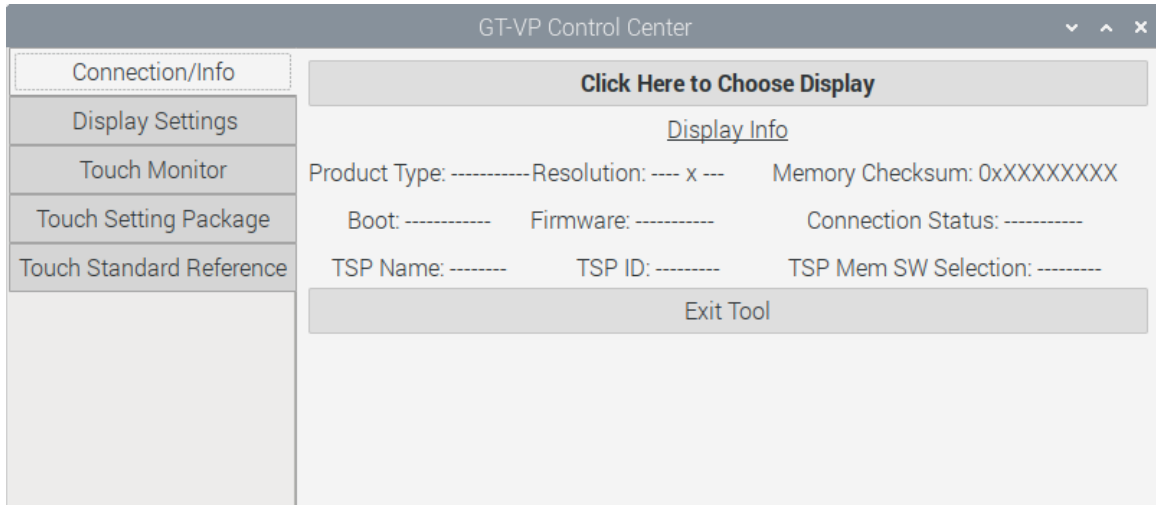 GT-VP Control Center
Connection/Info
Display Settings
Touch Monitor
Touch Setting Package
Touch Standard Reference
Click Here to Choose Display
Display Info
Product Type: ----------- Resolution: ---- x --- Memory Checksum: 0xXXXXXXXX
Boot: ------------ Firmware: ----------- Connection Status: -----------
TSP Name: -------- TSP ID: --------- TSP Mem SW Selection: ---------
Exit Tool